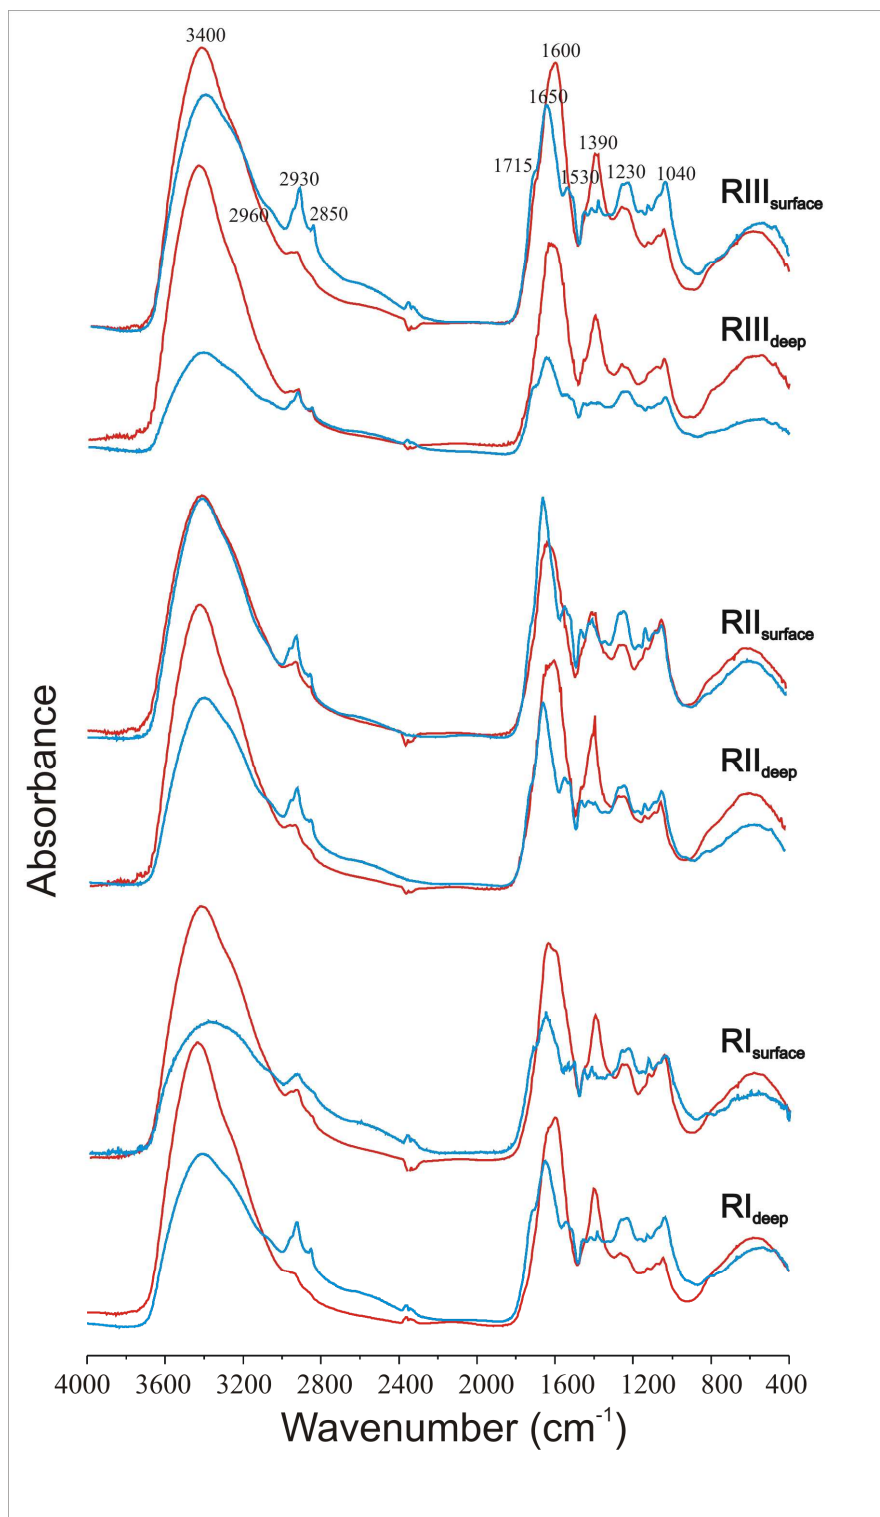 3400
1600
1650
1390
1715
1530
1230
1040
2930
2960
2850
RIIIsurface
RIIIdeep
RIIsurface
RIIdeep
RIsurface
RIdeep
Absorbance
4000 3600 3200 2800 2400 2000 1600 1200 800 400
Wavenumber (cm-1)